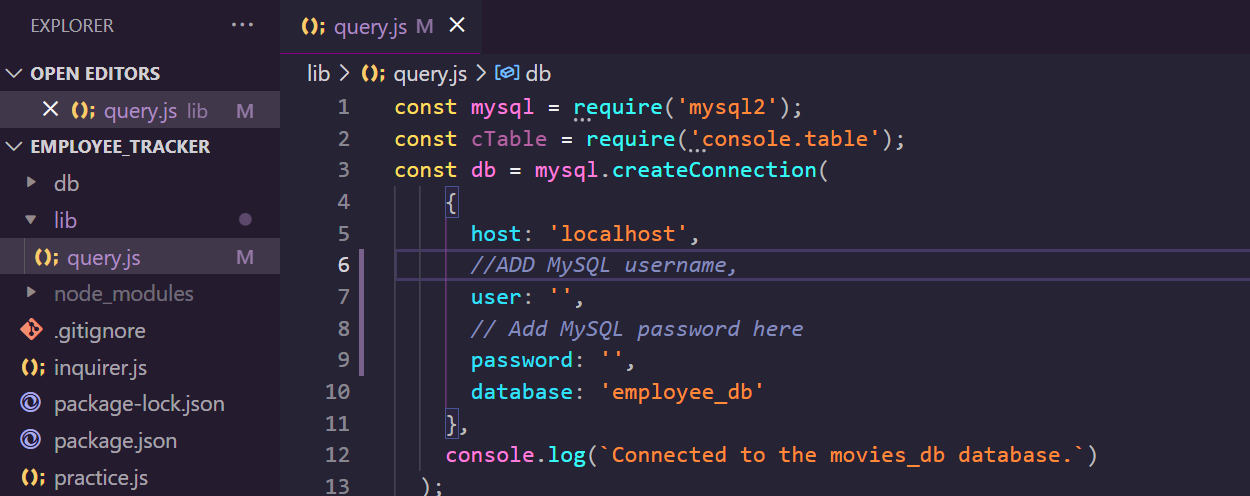 EXPLORER ...
OPEN EDITORS
query.js lib M
EMPLOYEE_TRACKER
db
lib
query.js M
node_modules
.gitignore
inquirer.js
package-lock.json
package.json
practice.js
query.js M
lib > query.js > db
1 const mysql = require('mysql2');
2 const cTable = require('console.table');
3 const db = mysql.createConnection(
4 {
5 host: 'localhost',
6 //ADD MySQL username,
7 user: '',
8 // Add MySQL password here
9 password: '',
10 database: 'employee_db'
11 },
12 console.log(`Connected to the movies_db database.`)
13 );